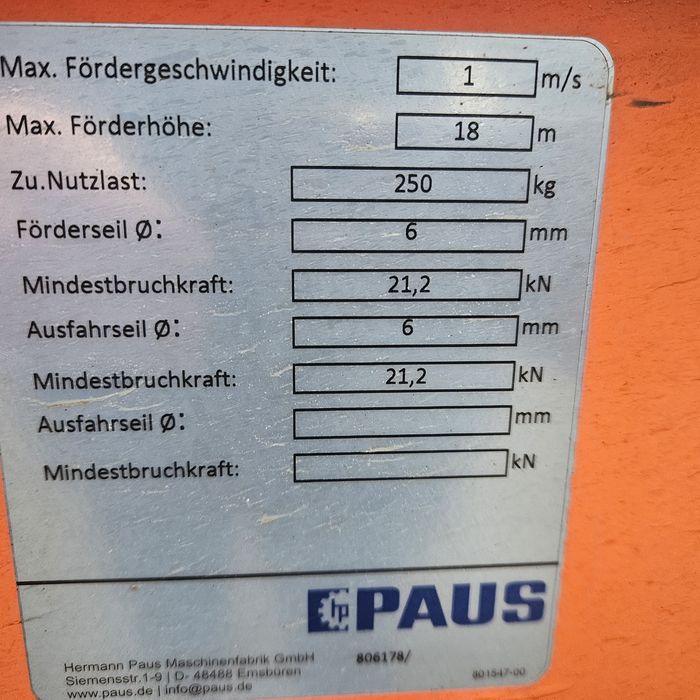 Max. Fördergeschwindigkeit: 1 m/s
Max. Förderhöhe: 18 m
Zu.Nutzlast: 250 kg
Förderseil Ø: 6 mm
Mindestbruchkraft: 21,2 kN
Ausfahrseil Ø: 6 mm
Mindestbruchkraft: 21,2 kN
Ausfahrseil Ø: mm
Mindestbruchkraft: kN
PAUS
Hermann Paus Maschinenfabrik GmbH 806178/
Siemensstr.1-9 | D- 48488 Emsbüren 801547-00
www.paus.de | info@paus.de